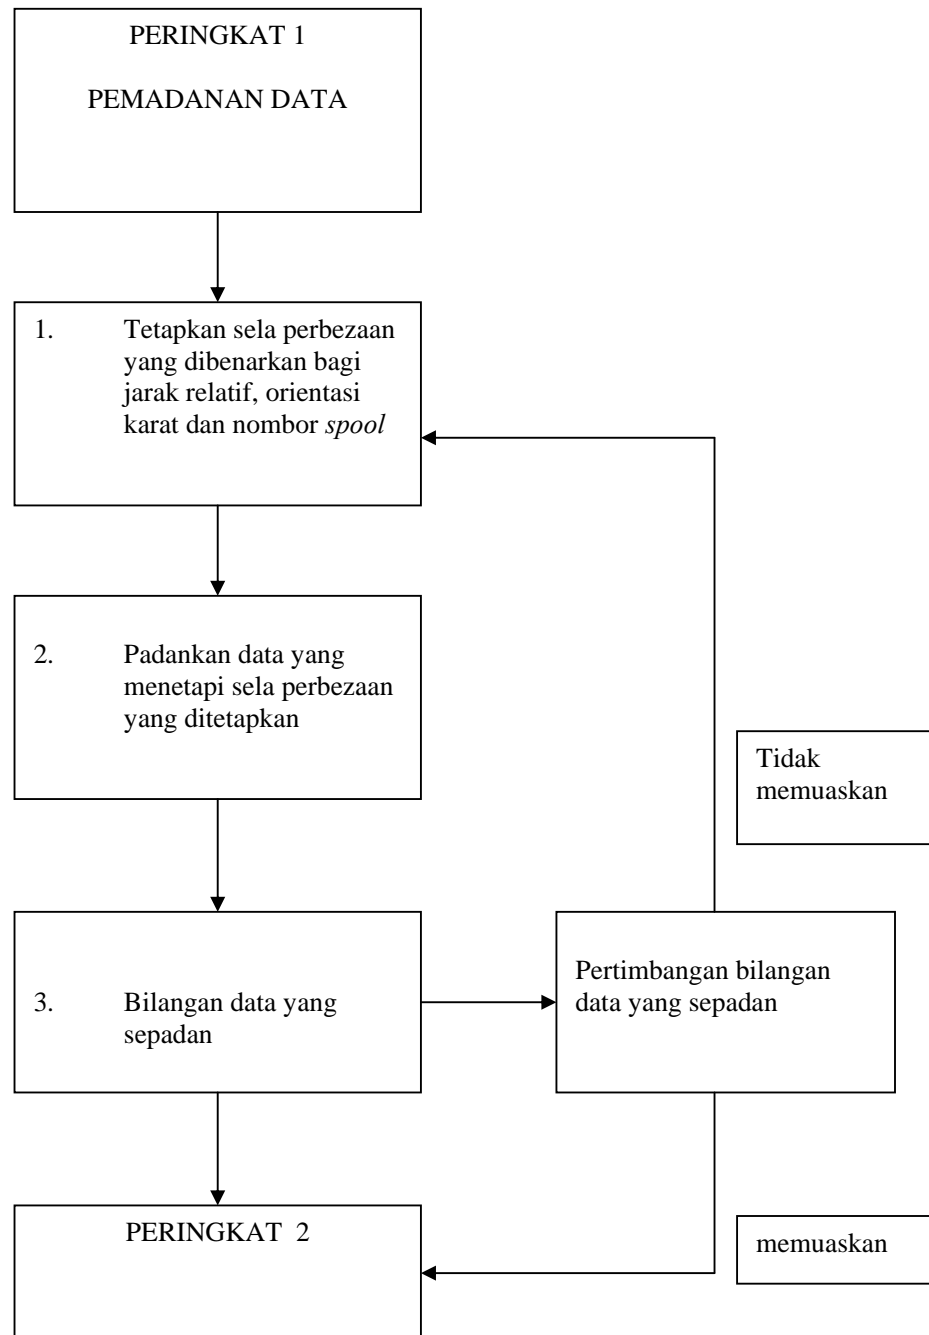 PERINGKAT 1
PEMADANAN DATA
1. Tetapkan sela perbezaan
yang dibenarkan bagi
jarak relatif, orientasi
karat dan nombor spool
2. Padankan data yang
menetapi sela perbezaan
yang ditetapkan
Tidak
memuaskan
3. Bilangan data yang
sepadan
Pertimbangan bilangan
data yang sepadan
PERINGKAT 2
memuaskan